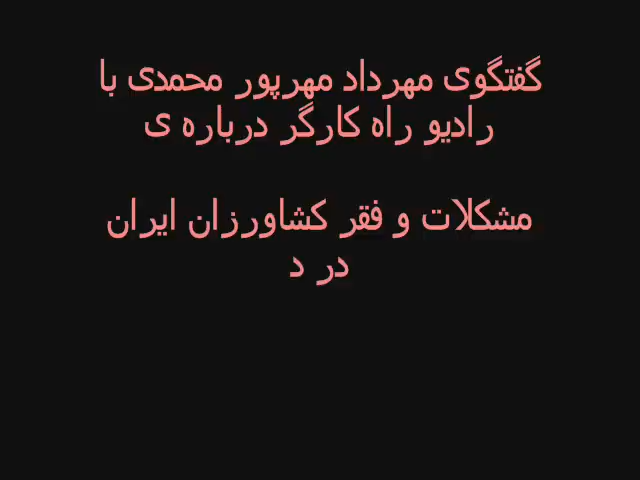 گفتگوی مهرداد مهرپور محمدی با
رادیو راه کارگر درباره ی
مشکلات و فقر کشاورزان ایران
در د